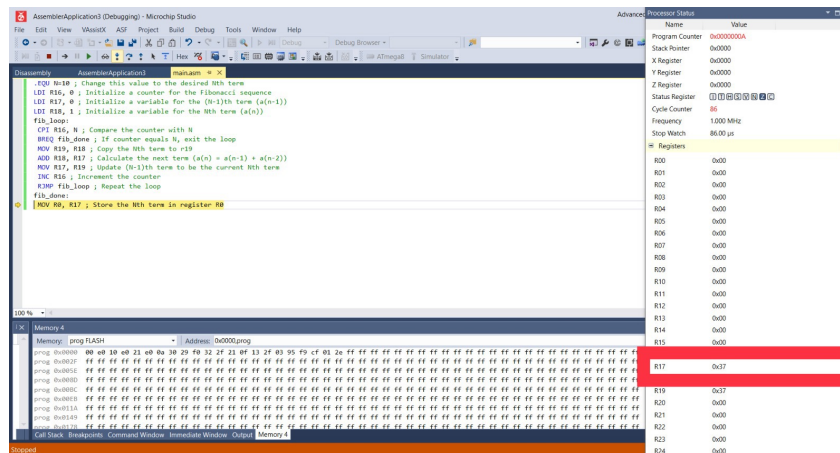 AssemblerApplication3 (Debugging) - Microchip Studio
Advanced
File Edit View VAssistX ASF Project Build Debug Tools Window Help
Debug Debug Browser
Hex ATmega8 Simulator
Disassembly AssemblerApplication3 main.asm
.EQU N=10 ; Change this value to the desired Nth term
LDI R16, 0 ; Initialize a counter for the Fibonacci sequence
LDI R17, 0 ; Initialize a variable for the (N-1)th term (a(n-1))
LDI R18, 1 ; Initialize a variable for the Nth term (a(n))
fib_loop:
CPI R16, N ; Compare the counter with N
BREQ fib_done ; If counter equals N, exit the loop
MOV R19, R18 ; Copy the Nth term to r19
ADD R18, R17 ; Calculate the next term (a(n) = a(n-1) + a(n-2))
MOV R17, R19 ; Update (N-1)th term to be the current Nth term
INC R16 ; Increment the counter
RJMP fib_loop ; Repeat the loop
fib_done:
MOV R0, R17 ; Store the Nth term in register R0
100 %
Memory 4
Memory: prog FLASH Address: 0x0000,prog
prog 0x0000 00 e0 10 e0 21 e0 0a 30 29 f0 32 2f 21 0f 13 2f 03 95 f9 cf 01 2e ff ff ff ff ff ff ff ff ff ff ff ff ff ff ff ff ff ff ff ff ff ff ff ff ff
prog 0x002F ff ff ff ff ff ff ff ff ff ff ff ff ff ff ff ff ff ff ff ff ff ff ff ff ff ff ff ff ff ff ff ff ff ff ff ff ff ff ff ff ff ff ff ff ff ff ff
prog 0x005E ff ff ff ff ff ff ff ff ff ff ff ff ff ff ff ff ff ff ff ff ff ff ff ff ff ff ff ff ff ff ff ff ff ff ff ff ff ff ff ff ff ff ff ff ff ff ff
prog 0x008D ff ff ff ff ff ff ff ff ff ff ff ff ff ff ff ff ff ff ff ff ff ff ff ff ff ff ff ff ff ff ff ff ff ff ff ff ff ff ff ff ff ff ff ff ff ff ff
prog 0x00BC ff ff ff ff ff ff ff ff ff ff ff ff ff ff ff ff ff ff ff ff ff ff ff ff ff ff ff ff ff ff ff ff ff ff ff ff ff ff ff ff ff ff ff ff ff ff ff
prog 0x00EB ff ff ff ff ff ff ff ff ff ff ff ff ff ff ff ff ff ff ff ff ff ff ff ff ff ff ff ff ff ff ff ff ff ff ff ff ff ff ff ff ff ff ff ff ff ff ff
prog 0x011A ff ff ff ff ff ff ff ff ff ff ff ff ff ff ff ff ff ff ff ff ff ff ff ff ff ff ff ff ff ff ff ff ff ff ff ff ff ff ff ff ff ff ff ff ff ff ff
prog 0x0149 ff ff ff ff ff ff ff ff ff ff ff ff ff ff ff ff ff ff ff ff ff ff ff ff ff ff ff ff ff ff ff ff ff ff ff ff ff ff ff ff ff ff ff ff ff ff ff
Call Stack Breakpoints Command Window Immediate Window Output Memory 4
Stopped
Processor Status
Name Value
Program Counter 0x0000000A
Stack Pointer 0x0000
X Register 0x0000
Y Register 0x0000
Z Register 0x0000
Status Register I T H S V N Z C
Cycle Counter 86
Frequency 1.000 MHz
Stop Watch 86.00 µs
Registers
R00 0x00
R01 0x00
R02 0x00
R03 0x00
R04 0x00
R05 0x00
R06 0x00
R07 0x00
R08 0x00
R09 0x00
R10 0x00
R11 0x00
R12 0x00
R13 0x00
R14 0x00
R15 0x00
R17 0x37
R19 0x37
R20 0x00
R21 0x00
R22 0x00
R23 0x00
R24 0x00